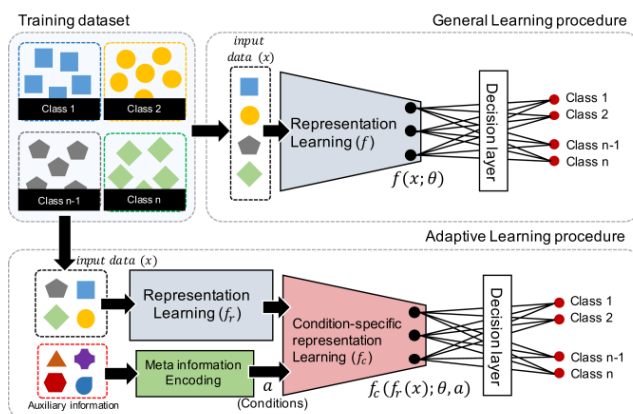 Training dataset
General Learning procedure
Class 1
Class 2
Class n-1
Class n
input
data (x)
Representation
Learning (f)
f(x; θ)
Decision layer
Class 1
Class 2
Class n-1
Class n
Adaptive Learning procedure
input data (x)
Auxiliary information
Representation
Learning (fr)
Meta information
Encoding
a
(Conditions)
Condition-specific
representation
Learning (fc)
fc(fr(x); θ, a)
Decision layer
Class 1
Class 2
Class n-1
Class n